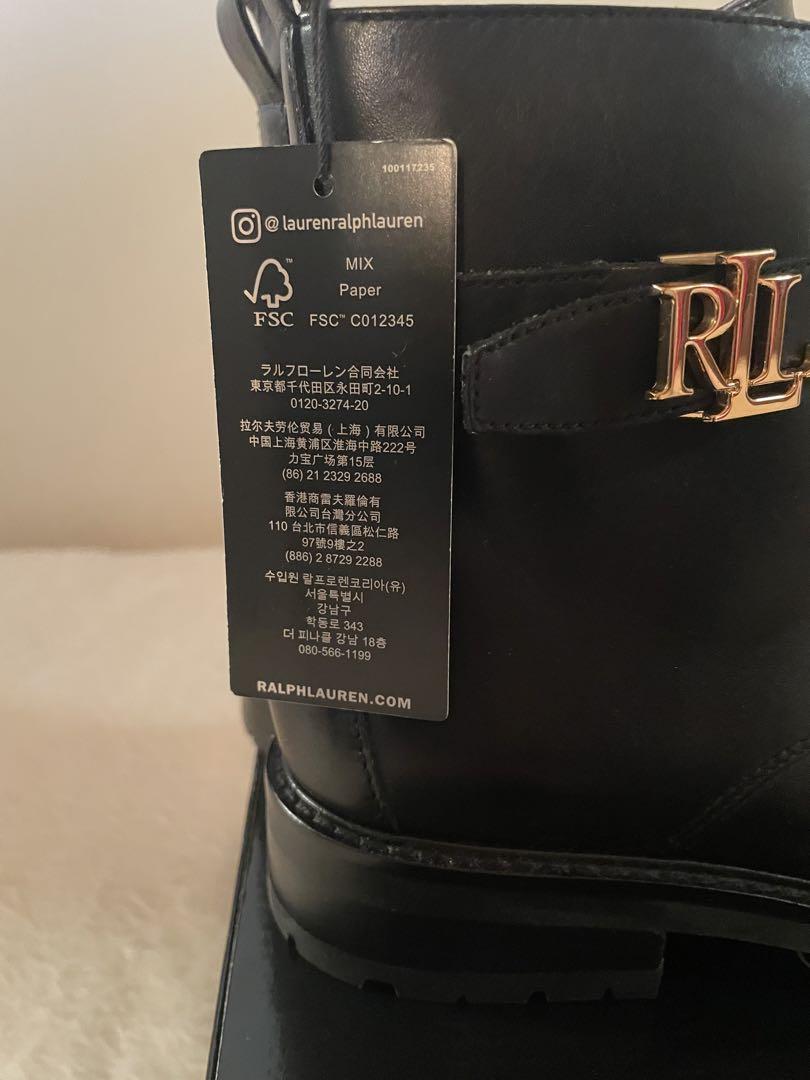 100117235
@laurenralphlauren
MIX
Paper
FSC™ C012345
™
FSC
ラルフローレン合同会社
東京都千代田区永田町2-10-1
0120-3274-20
拉尔夫劳伦贸易(上海)有限公司
中国上海黄浦区淮海中路222号
力宝广场第15层
(86) 21 2329 2688
香港商雷夫羅倫有
限公司台灣分公司
110 台北市信義區松仁路
97號9樓之2
(886) 2 8729 2288
수입원 랄프로렌코리아(유)
서울특별시
강남구
학동로 343
더 피나클 강남 18층
080-566-1199
RALPHLAUREN.COM
RLL